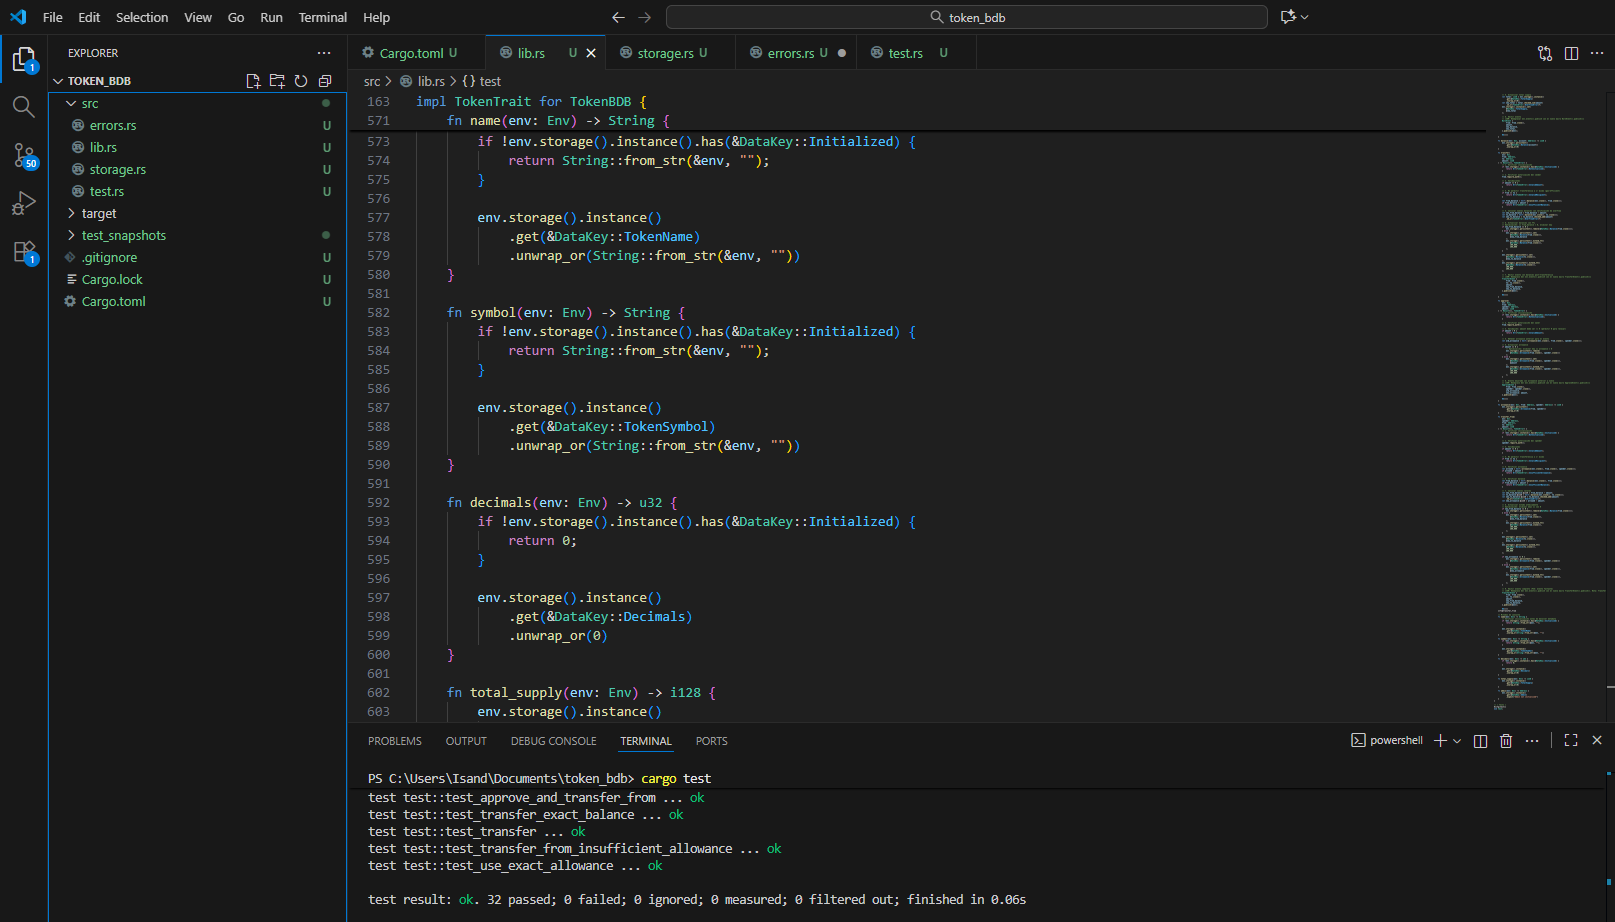 File Edit Selection View Go Run Terminal Help
token_bdb
EXPLORER
TOKEN_BDB
src
errors.rs U
lib.rs U
storage.rs U
test.rs U
target
test_snapshots
.gitignore U
Cargo.lock U
Cargo.toml U
1
50
1
Cargo.toml U lib.rs U storage.rs U errors.rs U test.rs U
src > lib.rs > {} test
163 impl TokenTrait for TokenBDB {
571 fn name(env: Env) -> String {
573 if !env.storage().instance().has(&DataKey::Initialized) {
574 return String::from_str(&env, "");
575 }
576
577 env.storage().instance()
578 .get(&DataKey::TokenName)
579 .unwrap_or(String::from_str(&env, ""))
580 }
581
582 fn symbol(env: Env) -> String {
583 if !env.storage().instance().has(&DataKey::Initialized) {
584 return String::from_str(&env, "");
585 }
586
587 env.storage().instance()
588 .get(&DataKey::TokenSymbol)
589 .unwrap_or(String::from_str(&env, ""))
590 }
591
592 fn decimals(env: Env) -> u32 {
593 if !env.storage().instance().has(&DataKey::Initialized) {
594 return 0;
595 }
596
597 env.storage().instance()
598 .get(&DataKey::Decimals)
599 .unwrap_or(0)
600 }
601
602 fn total_supply(env: Env) -> i128 {
603 env.storage().instance()
PROBLEMS OUTPUT DEBUG CONSOLE TERMINAL PORTS
powershell
PS C:\Users\Isand\Documents\token_bdb> cargo test
test test::test_approve_and_transfer_from ... ok
test test::test_transfer_exact_balance ... ok
test test::test_transfer ... ok
test test::test_transfer_from_insufficient_allowance ... ok
test test::test_use_exact_allowance ... ok
test result: ok. 32 passed; 0 failed; 0 ignored; 0 measured; 0 filtered out; finished in 0.06s